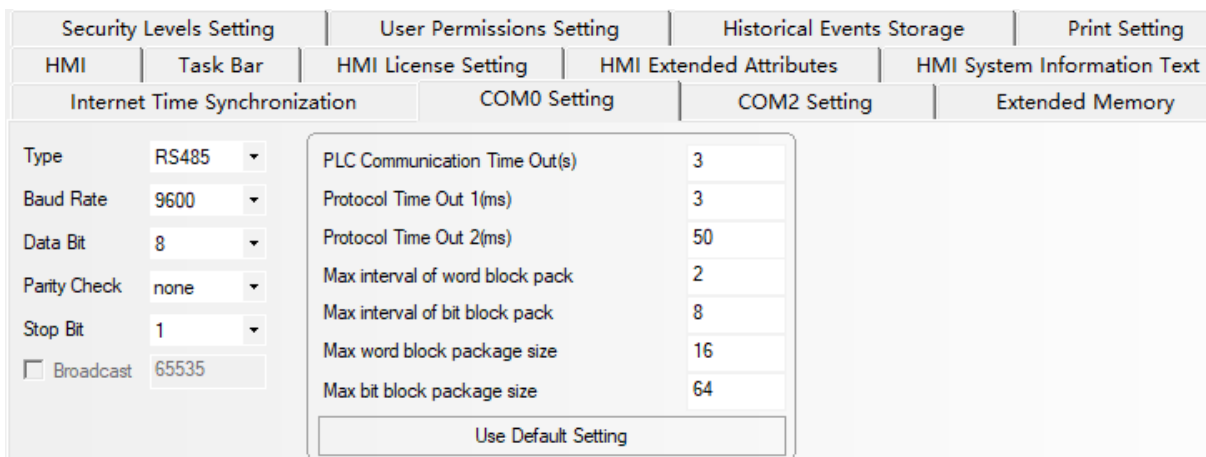 Security Levels Setting User Permissions Setting Historical Events Storage Print Setting
HMI Task Bar HMI License Setting HMI Extended Attributes HMI System Information Text
Internet Time Synchronization COM0 Setting COM2 Setting Extended Memory
Type RS485 PLC Communication Time Out(s) 3
Baud Rate 9600 Protocol Time Out 1(ms) 3
Data Bit 8 Protocol Time Out 2(ms) 50
Parity Check none Max interval of word block pack 2
Stop Bit 1 Max interval of bit block pack 8
Broadcast 65535 Max word block package size 16
Max bit block package size 64
Use Default Setting